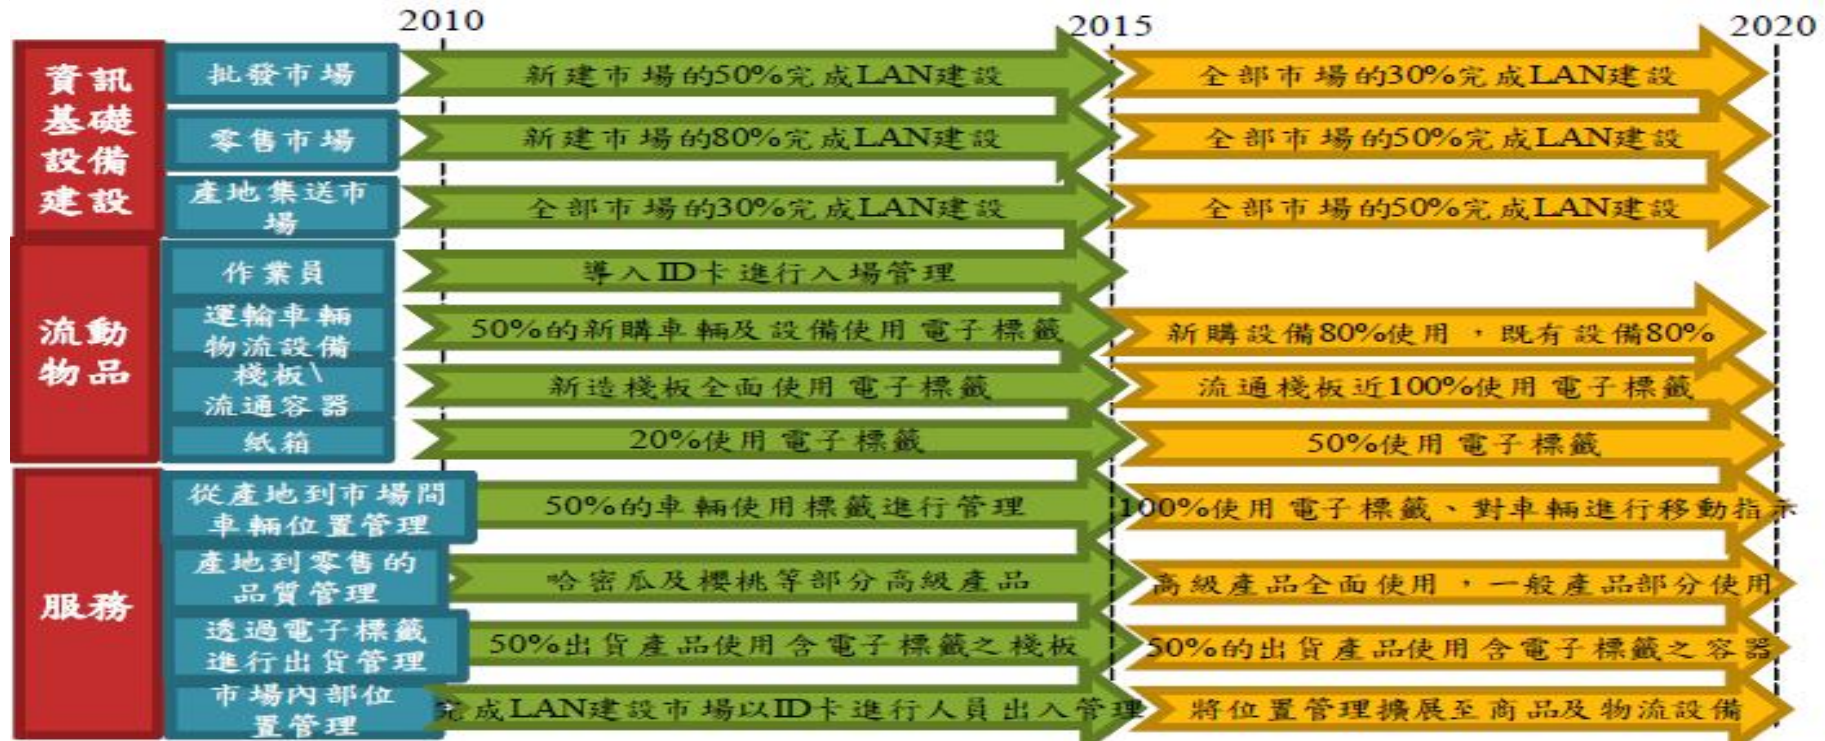 2010
2015
2020
資訊
基礎
設備
建設
批發市場
新建市場的50%完成LAN建設
全部市場的30%完成LAN建設
零售市場
新建市場的80%完成LAN建設
全部市場的50%完成LAN建設
產地集送市
場
全部市場的30%完成LAN建設
全部市場的50%完成LAN建設
流動
物品
作業員
導入ID卡進行入場管理
運輸車輛
物流設備
50%的新購車輛及設備使用電子標籤
新購設備80%使用，既有設備80%
棧板\
流通容器
新造棧板全面使用電子標籤
流通棧板近100%使用電子標籤
紙箱
20%使用電子標籤
50%使用電子標籤
服務
從產地到市場間
車輛位置管理
50%的車輛使用標籤進行管理
100%使用電子標籤、對車輛進行移動指示
產地到零售的
品質管理
哈密瓜及櫻桃等部分高級產品
高級產品全面使用，一般產品部分使用
透過電子標籤
進行出貨管理
50%出貨產品使用含電子標籤之棧板
50%的出貨產品使用含電子標籤之容器
市場內部位
置管理
完成LAN建設市場以ID卡進行人員出入管理
將位置管理擴展至商品及物流設備